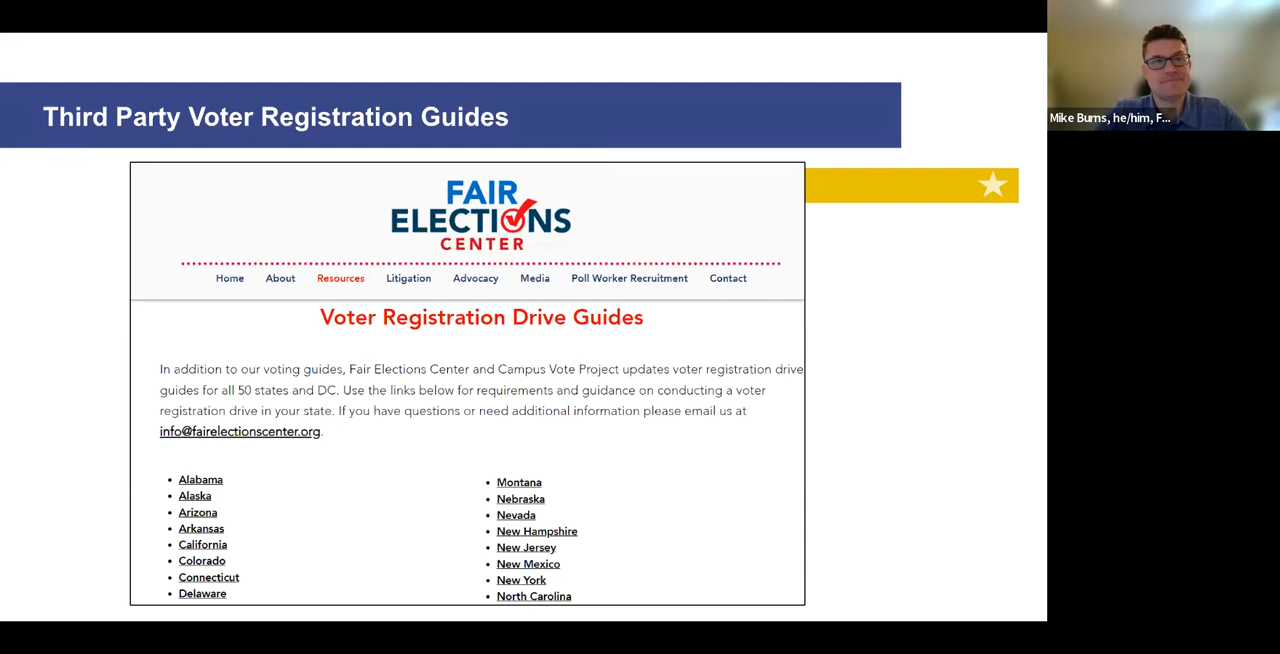 Third Party Voter Registration Guides
Mike Burns, he/him, F...
FAIR
ELECTIONS
CENTER
Home About Resources Litigation Advocacy Media Poll Worker Recruitment Contact
Voter Registration Drive Guides
In addition to our voting guides, Fair Elections Center and Campus Vote Project updates voter registration drive
guides for all 50 states and DC. Use the links below for requirements and guidance on conducting a voter
registration drive in your state. If you have questions or need additional information please email us at
info@fairelectionscenter.org.
• Alabama
• Alaska
• Arizona
• Arkansas
• California
• Colorado
• Connecticut
• Delaware
• Montana
• Nebraska
• Nevada
• New Hampshire
• New Jersey
• New Mexico
• New York
• North Carolina